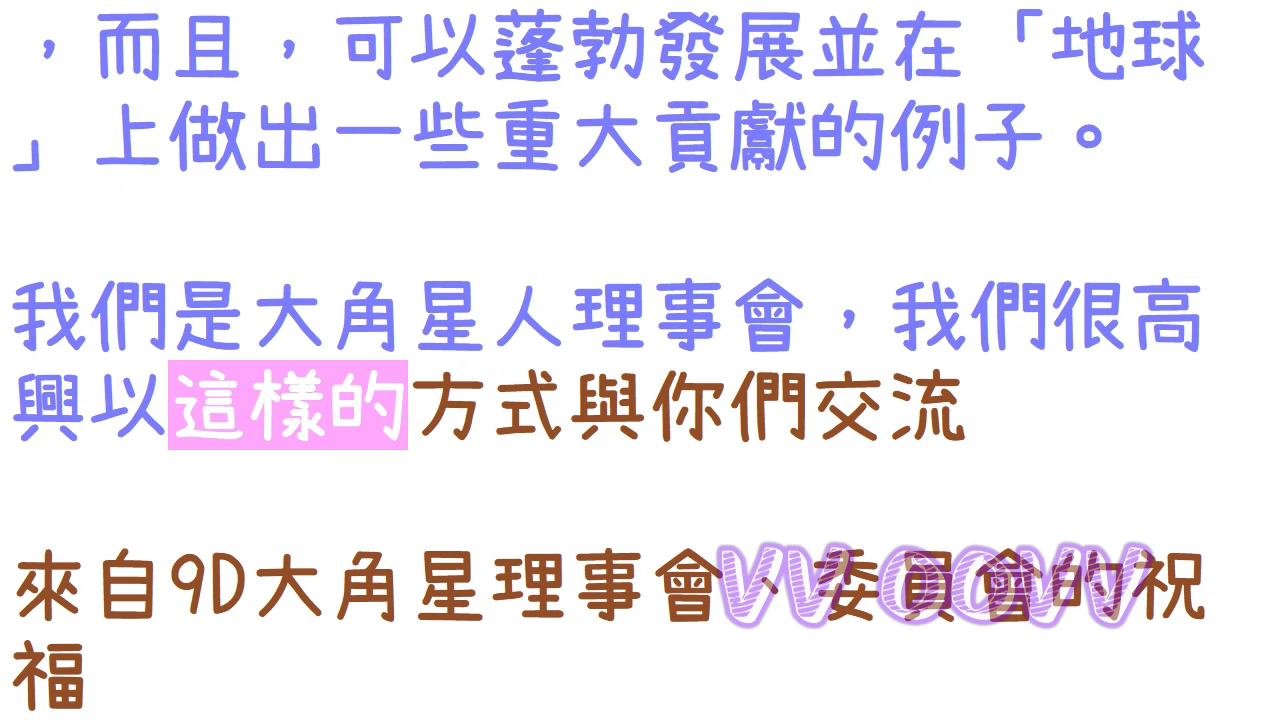 ，而且，可以蓬勃發展並在「地球
」上做出一些重大貢獻的例子。
我們是大角星人理事會，我們很高
興以這樣的方式與你們交流
來自9D大角星理事會、委員會的祝
福